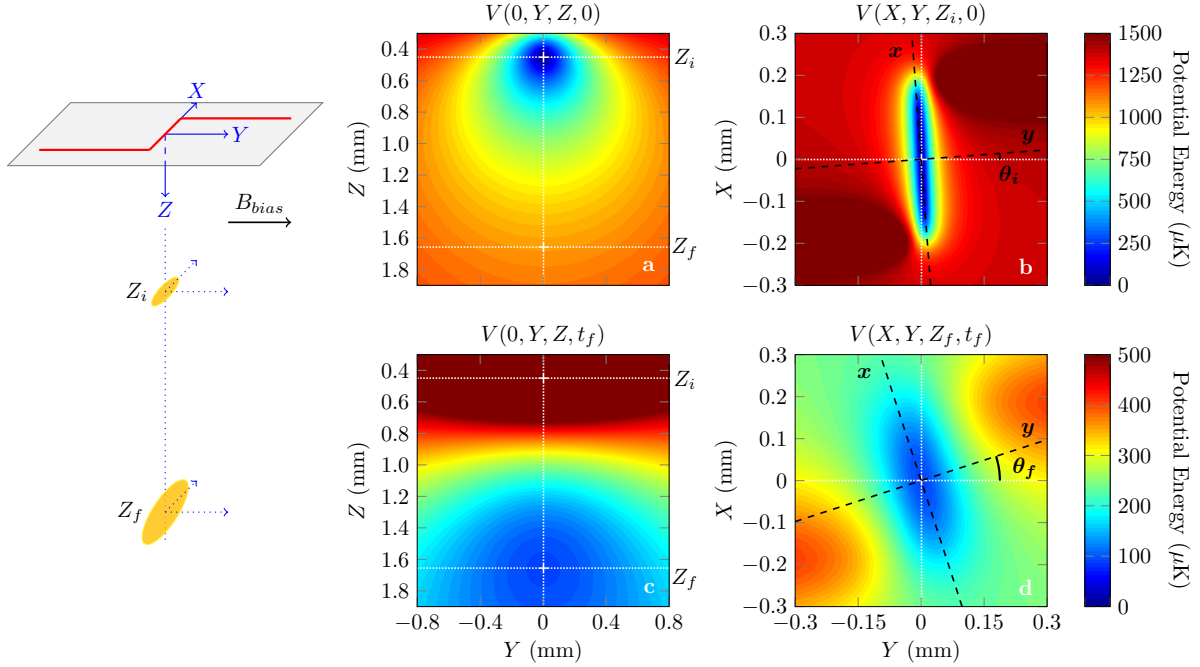 V(0, Y, Z, 0)
V(X, Y, Z_i, 0)
X
Y
Z
B_{bias}
Z_i
Z_f
0.4
0.6
0.8
1.0
1.2
1.4
1.6
1.8
Z (mm)
Z_i
Z_f
a
0.3
0.2
0.1
0
−0.1
−0.2
−0.3
X (mm)
x
y
θ_i
b
1500
1250
1000
750
500
250
0
Potential Energy (μK)
V(0, Y, Z, t_f)
V(X, Y, Z_f, t_f)
0.4
0.6
0.8
1.0
1.2
1.4
1.6
1.8
Z (mm)
Z_i
Z_f
c
−0.8
−0.4
0
0.4
0.8
Y (mm)
0.3
0.2
0.1
0
−0.1
−0.2
−0.3
X (mm)
x
y
θ_f
d
−0.3
−0.15
0
0.15
0.3
Y (mm)
500
400
300
200
100
0
Potential Energy (μK)